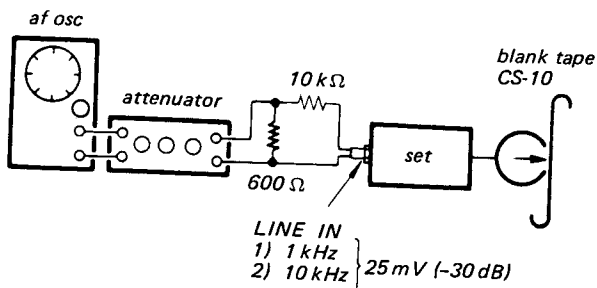 af osc
attenuator
10 kΩ
600 Ω
set
blank tape
CS-10
LINE IN
1) 1 kHz
2) 10 kHz
25 mV (-30 dB)